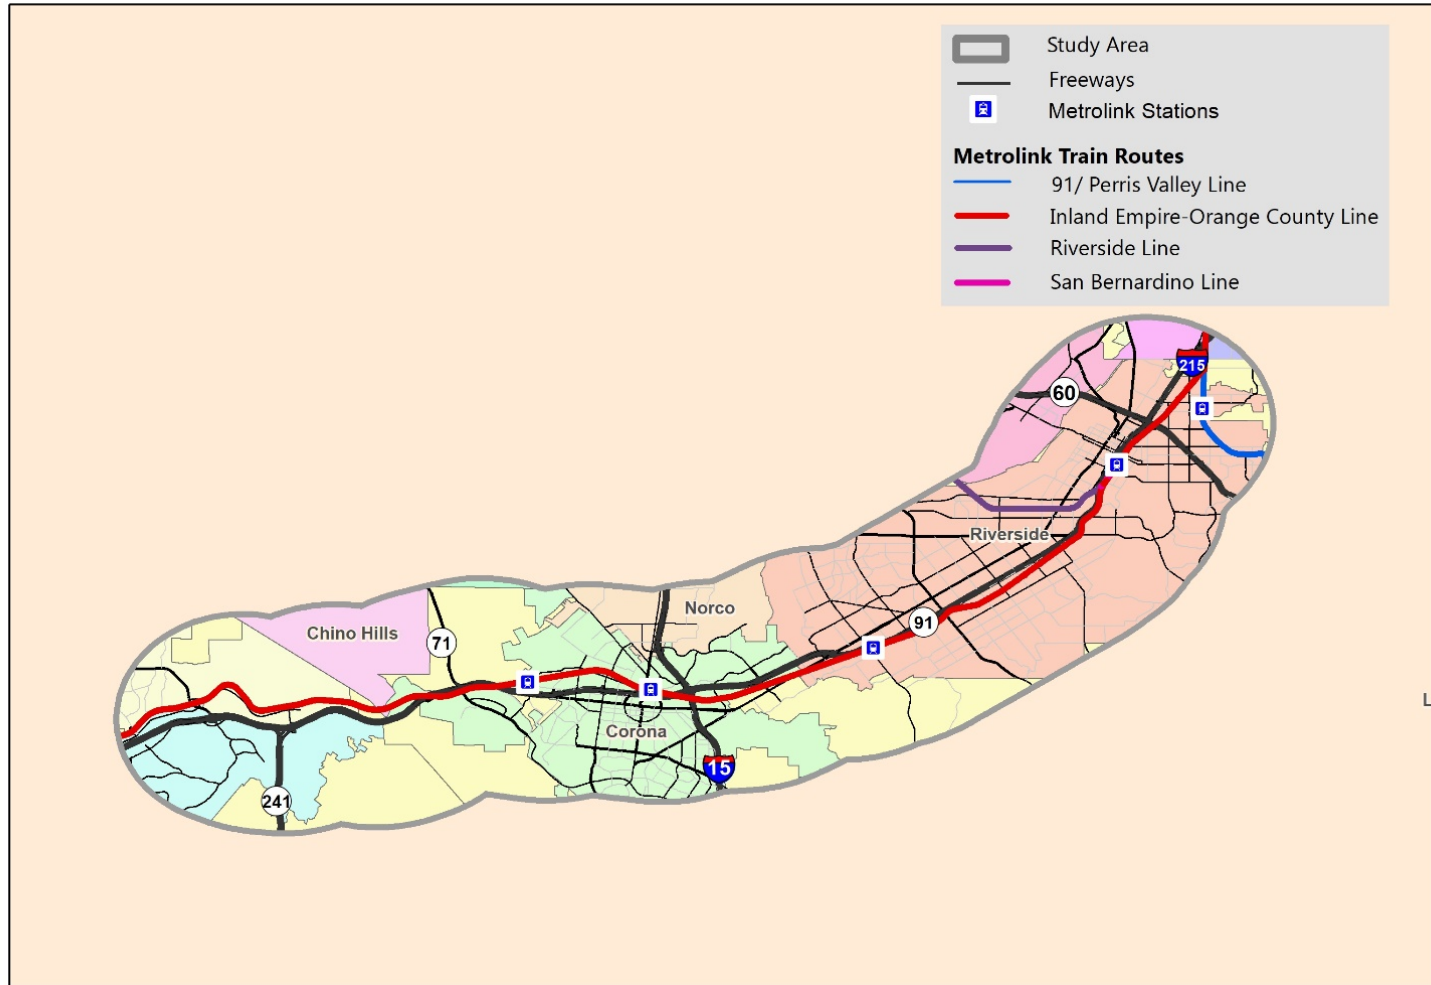 Study Area
Freeways
Metrolink Stations
Metrolink Train Routes
91/ Perris Valley Line
Inland Empire-Orange County Line
Riverside Line
San Bernardino Line
215
60
Riverside
Norco
91
Chino Hills
71
Corona
L
15
241